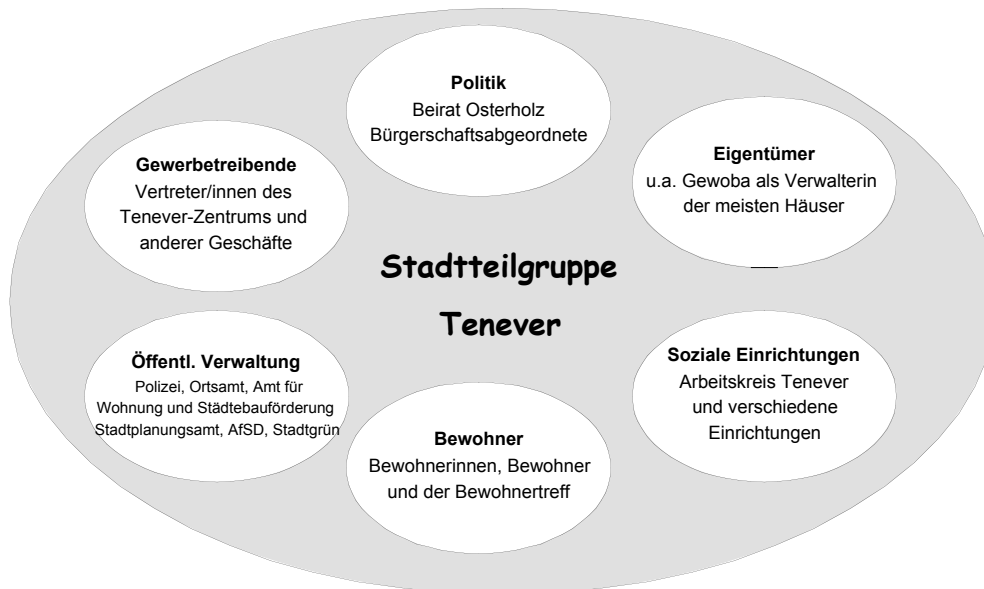 Politik
Beirat Osterholz
Bürgerschaftsabgeordnete
Gewerbetreibende
Vertreter/innen des
Tenever-Zentrums und
anderer Geschäfte
Eigentümer
u.a. Gewoba als Verwalterin
der meisten Häuser
Stadtteilgruppe
Tenever
Öffentl. Verwaltung
Polizei, Ortsamt, Amt für
Wohnung und Städtebauförderung
Stadtplanungsamt, AfSD, Stadtgrün
Bewohner
Bewohnerinnen, Bewohner
und der Bewohnertreff
Soziale Einrichtungen
Arbeitskreis Tenever
und verschiedene
Einrichtungen